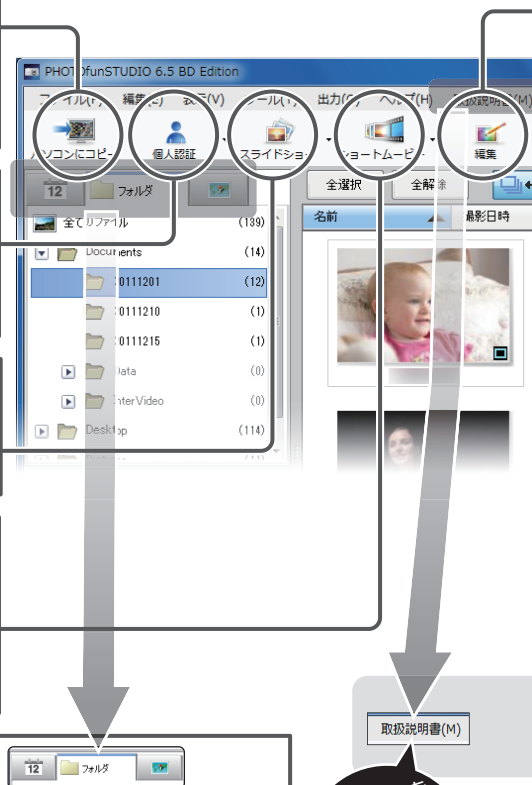 PHOTOfunSTUDIO 6.5 BD Edition
ファイル(F) 編集(E) 表示(V) ツール(T) 出力(O) ヘルプ(H) 取扱説明書(M)
パソコンにコピー 個人認証 スライドショー ショートムービー 編集
12 フォルダ 全選択 全解除
全てのファイル (139) 名前 撮影日時
Documents (14)
20111201 (12)
20111210 (1)
20111215 (1)
Data (0)
InterVideo (0)
Desktop (114)
(11)
取扱説明書(M)
12 フォルダ